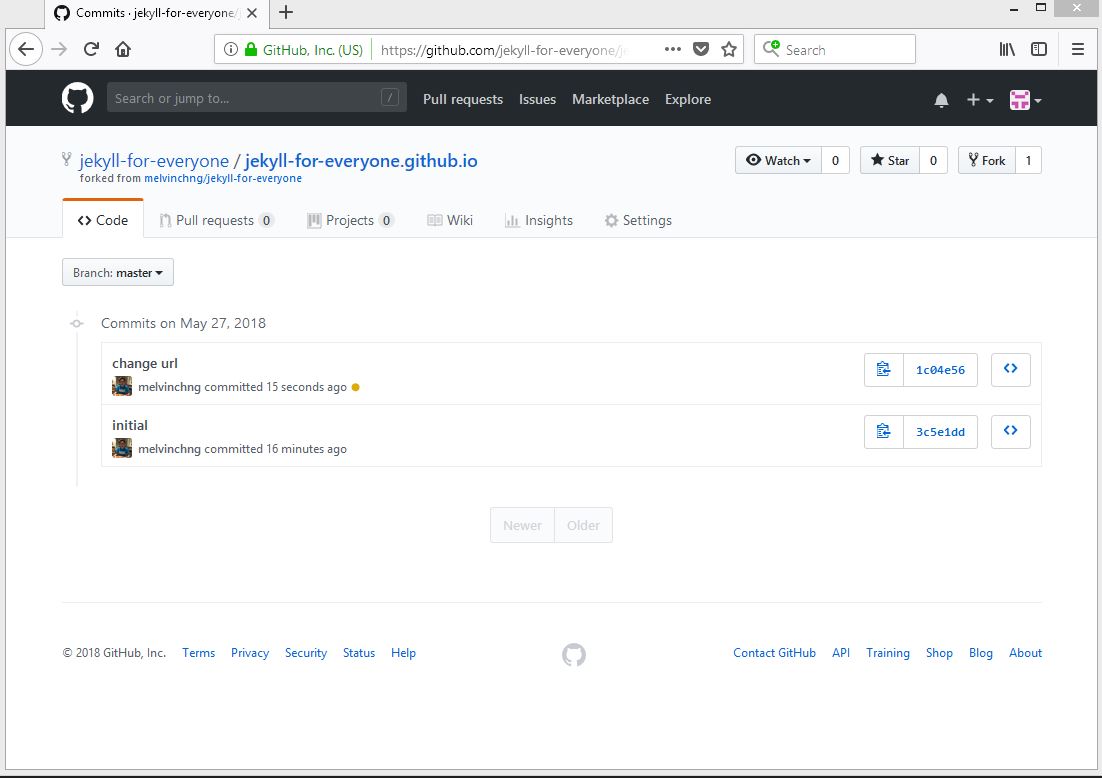 Commits · jekyll-for-everyone/j
GitHub, Inc. (US) https://github.com/jekyll-for-everyone/je Search
Search or jump to... / Pull requests Issues Marketplace Explore
jekyll-for-everyone / jekyll-for-everyone.github.io Watch 0 Star 0 Fork 1
forked from melvinchng/jekyll-for-everyone
Code Pull requests 0 Projects 0 Wiki Insights Settings
Branch: master
Commits on May 27, 2018
change url
melvinchng committed 15 seconds ago 1c04e56
initial
melvinchng committed 16 minutes ago 3c5e1dd
Newer Older
© 2018 GitHub, Inc. Terms Privacy Security Status Help Contact GitHub API Training Shop Blog About